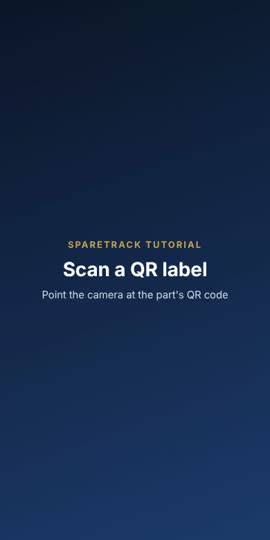 SPARETRACK TUTORIAL
Scan a QR label
Point the camera at the part's QR code